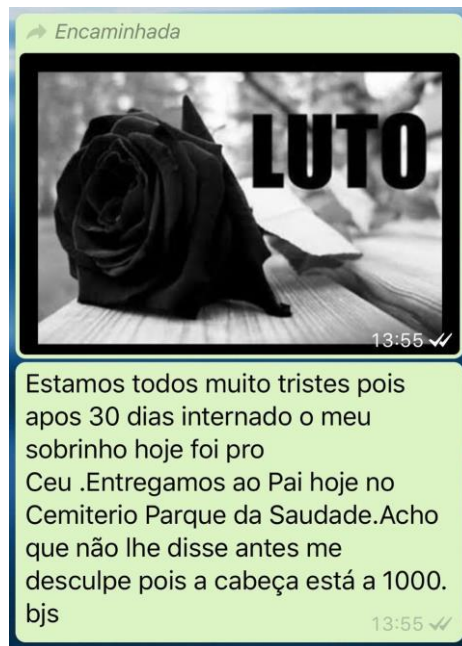 Encaminhada
LUTO
13:55
Estamos todos muito tristes pois
apos 30 dias internado o meu
sobrinho hoje foi pro
Ceu .Entregamos ao Pai hoje no
Cemiterio Parque da Saudade.Acho
que não lhe disse antes me
desculpe pois a cabeça está a 1000.
bjs
13:55